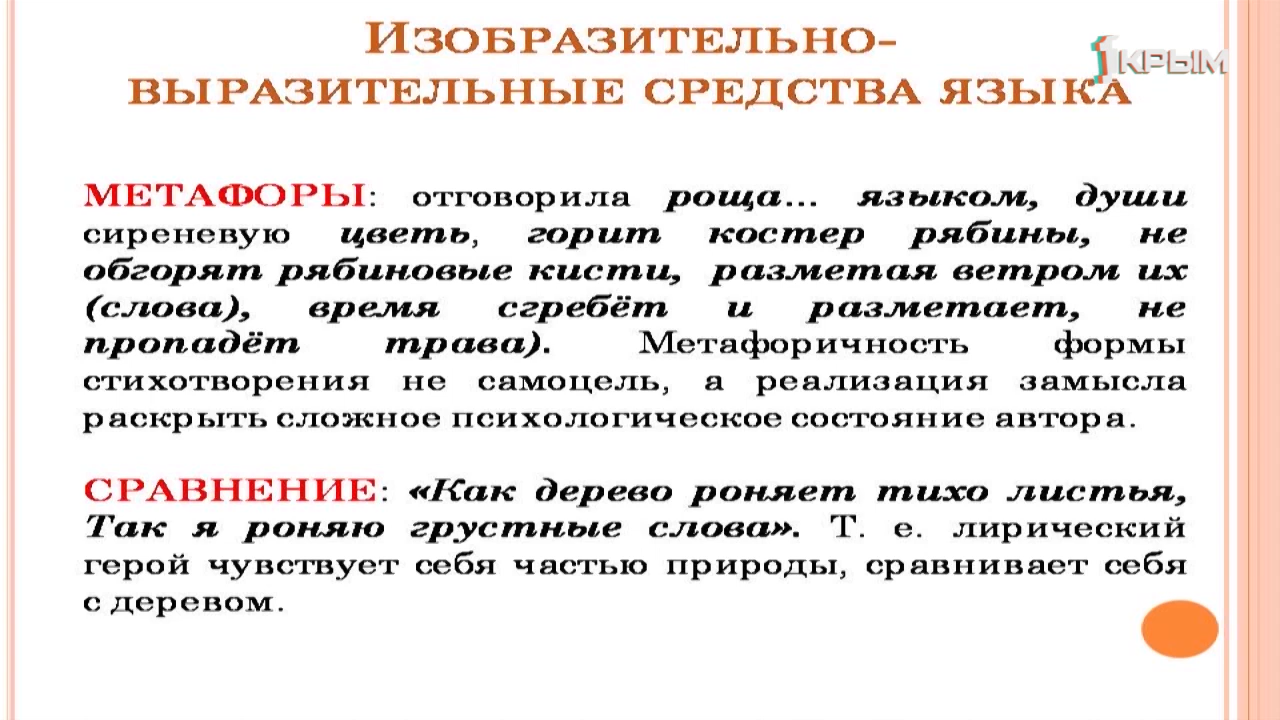 ИЗОБРАЗИТЕЛЬНО-
ВЫРАЗИТЕЛЬНЫЕ СРЕДСТВА ЯЗЫКА
1 КРЫМ
МЕТАФОРЫ: отговорила роща... языком, души
сиреневую цветь, горит костер рябины, не
обгорят рябиновые кисти, разметая ветром их
(слова), время сгребёт и разметает, не
пропадёт трава). Метафоричность формы
стихотворения не самоцель, а реализация замысла
раскрыть сложное психологическое состояние автора.
СРАВНЕНИЕ: «Как дерево роняет тихо листья,
Так я роняю грустные слова». Т. е. лирический
герой чувствует себя частью природы, сравнивает себя
с деревом.